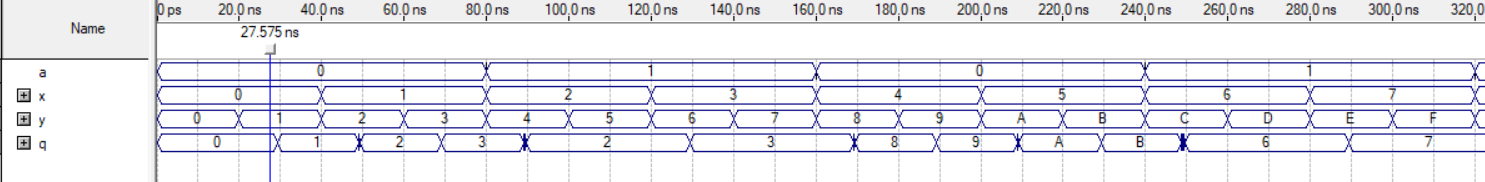 Name
0 ps 20.0 ns 40.0 ns 60.0 ns 80.0 ns 100.0 ns 120.0 ns 140.0 ns 160.0 ns 180.0 ns 200.0 ns 220.0 ns 240.0 ns 260.0 ns 280.0 ns 300.0 ns 320.0
27.575 ns
a 0 1 0 1
x 0 1 2 3 4 5 6 7
y 0 1 2 3 4 5 6 7 8 9 A B C D E F
q 0 1 2 3 2 3 8 9 A B 6 7